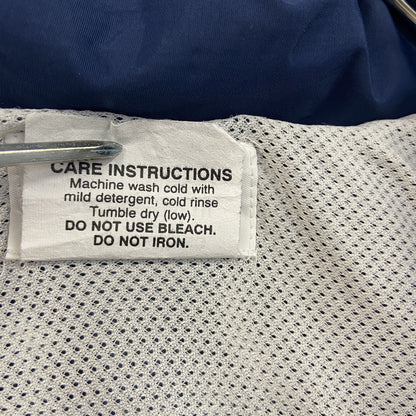 CARE INSTRUCTIONS
Machine wash cold with
mild detergent, cold rinse
Tumble dry (low).
DO NOT USE BLEACH.
DO NOT IRON.